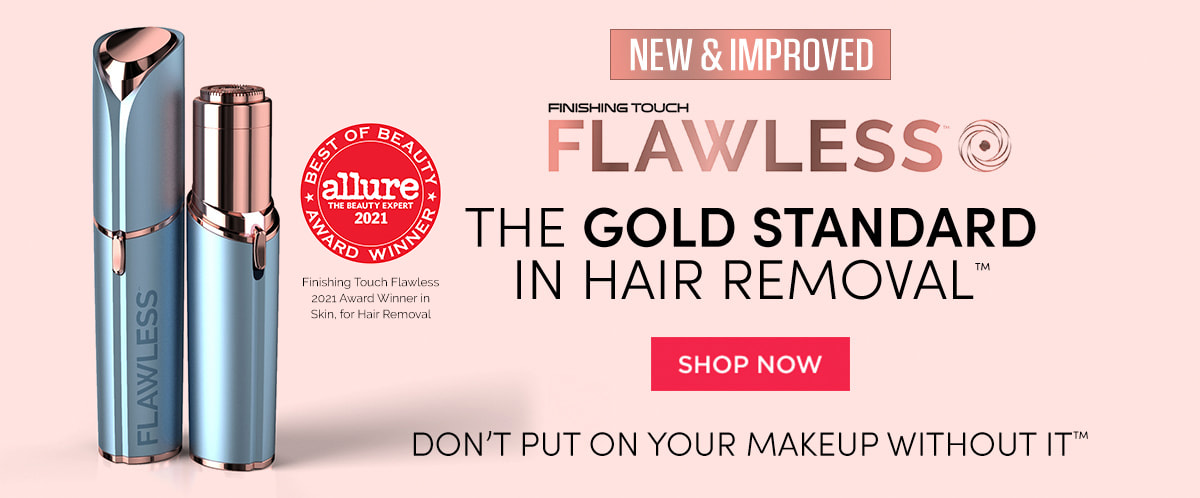 NEW & IMPROVED
FINISHING TOUCH
FLAWLESS™
BEST OF BEAUTY
allure
THE BEAUTY EXPERT
2021
AWARD WINNER
THE GOLD STANDARD
IN HAIR REMOVAL™
Finishing Touch Flawless
2021 Award Winner in
Skin, for Hair Removal
SHOP NOW
DON'T PUT ON YOUR MAKEUP WITHOUT IT™
FLAWLESS